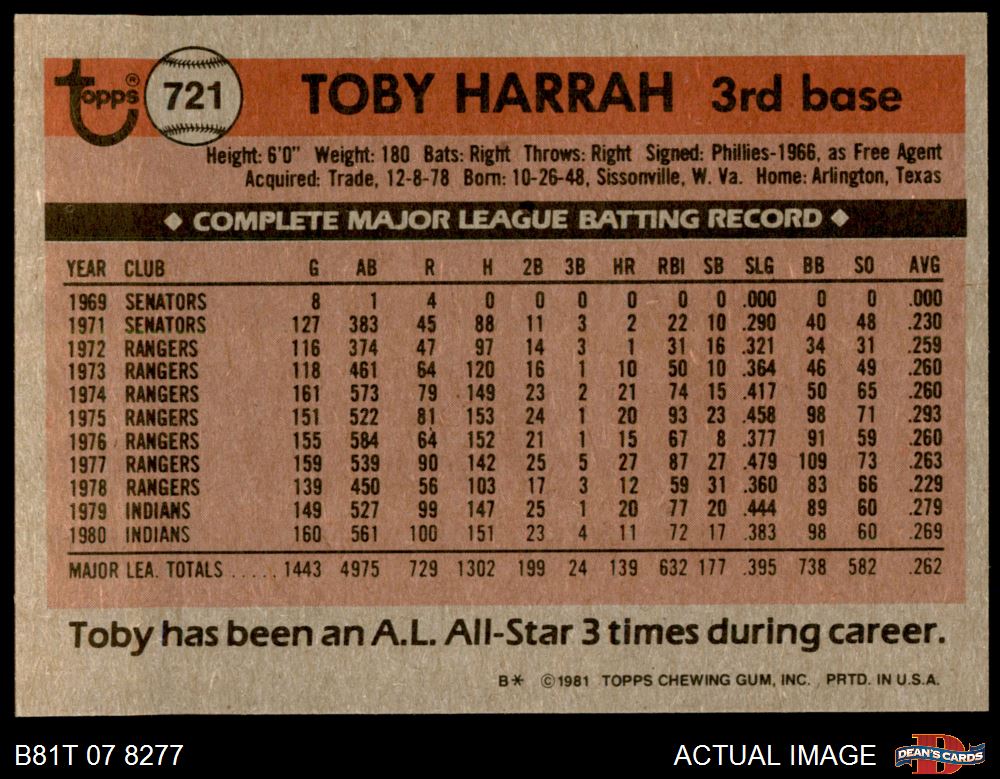 Topps ® 721 TOBY HARRAH 3rd base
Height: 6'0" Weight: 180 Bats: Right Throws: Right Signed: Phillies-1966, as Free Agent
Acquired: Trade, 12-8-78 Born: 10-26-48, Sissonville, W. Va. Home: Arlington, Texas
◆ COMPLETE MAJOR LEAGUE BATTING RECORD ◆
YEAR CLUB G AB R H 2B 3B HR RBI SB SLG BB SO AVG
1969 SENATORS 8 1 4 0 0 0 0 0 0 .000 0 0 .000
1971 SENATORS 127 383 45 88 11 3 2 22 10 .290 40 48 .230
1972 RANGERS 116 374 47 97 14 3 1 31 16 .321 34 31 .259
1973 RANGERS 118 461 64 120 16 1 10 50 10 .364 46 49 .260
1974 RANGERS 161 573 79 149 23 2 21 74 15 .417 50 65 .260
1975 RANGERS 151 522 81 153 24 1 20 93 23 .458 98 71 .293
1976 RANGERS 155 584 64 152 21 1 15 67 8 .377 91 59 .260
1977 RANGERS 159 539 90 142 25 5 27 87 27 .479 109 73 .263
1978 RANGERS 139 450 56 103 17 3 12 59 31 .360 83 66 .229
1979 INDIANS 149 527 99 147 25 1 20 77 20 .444 89 60 .279
1980 INDIANS 160 561 100 151 23 4 11 72 17 .383 98 60 .269
MAJOR LEA. TOTALS ..... 1443 4975 729 1302 199 24 139 632 177 .395 738 582 .262
Toby has been an A.L. All-Star 3 times during career.
B* ©1981 TOPPS CHEWING GUM, INC. PRTD. IN U.S.A.
B81T 07 8277 ACTUAL IMAGE DEAN'S CARDS